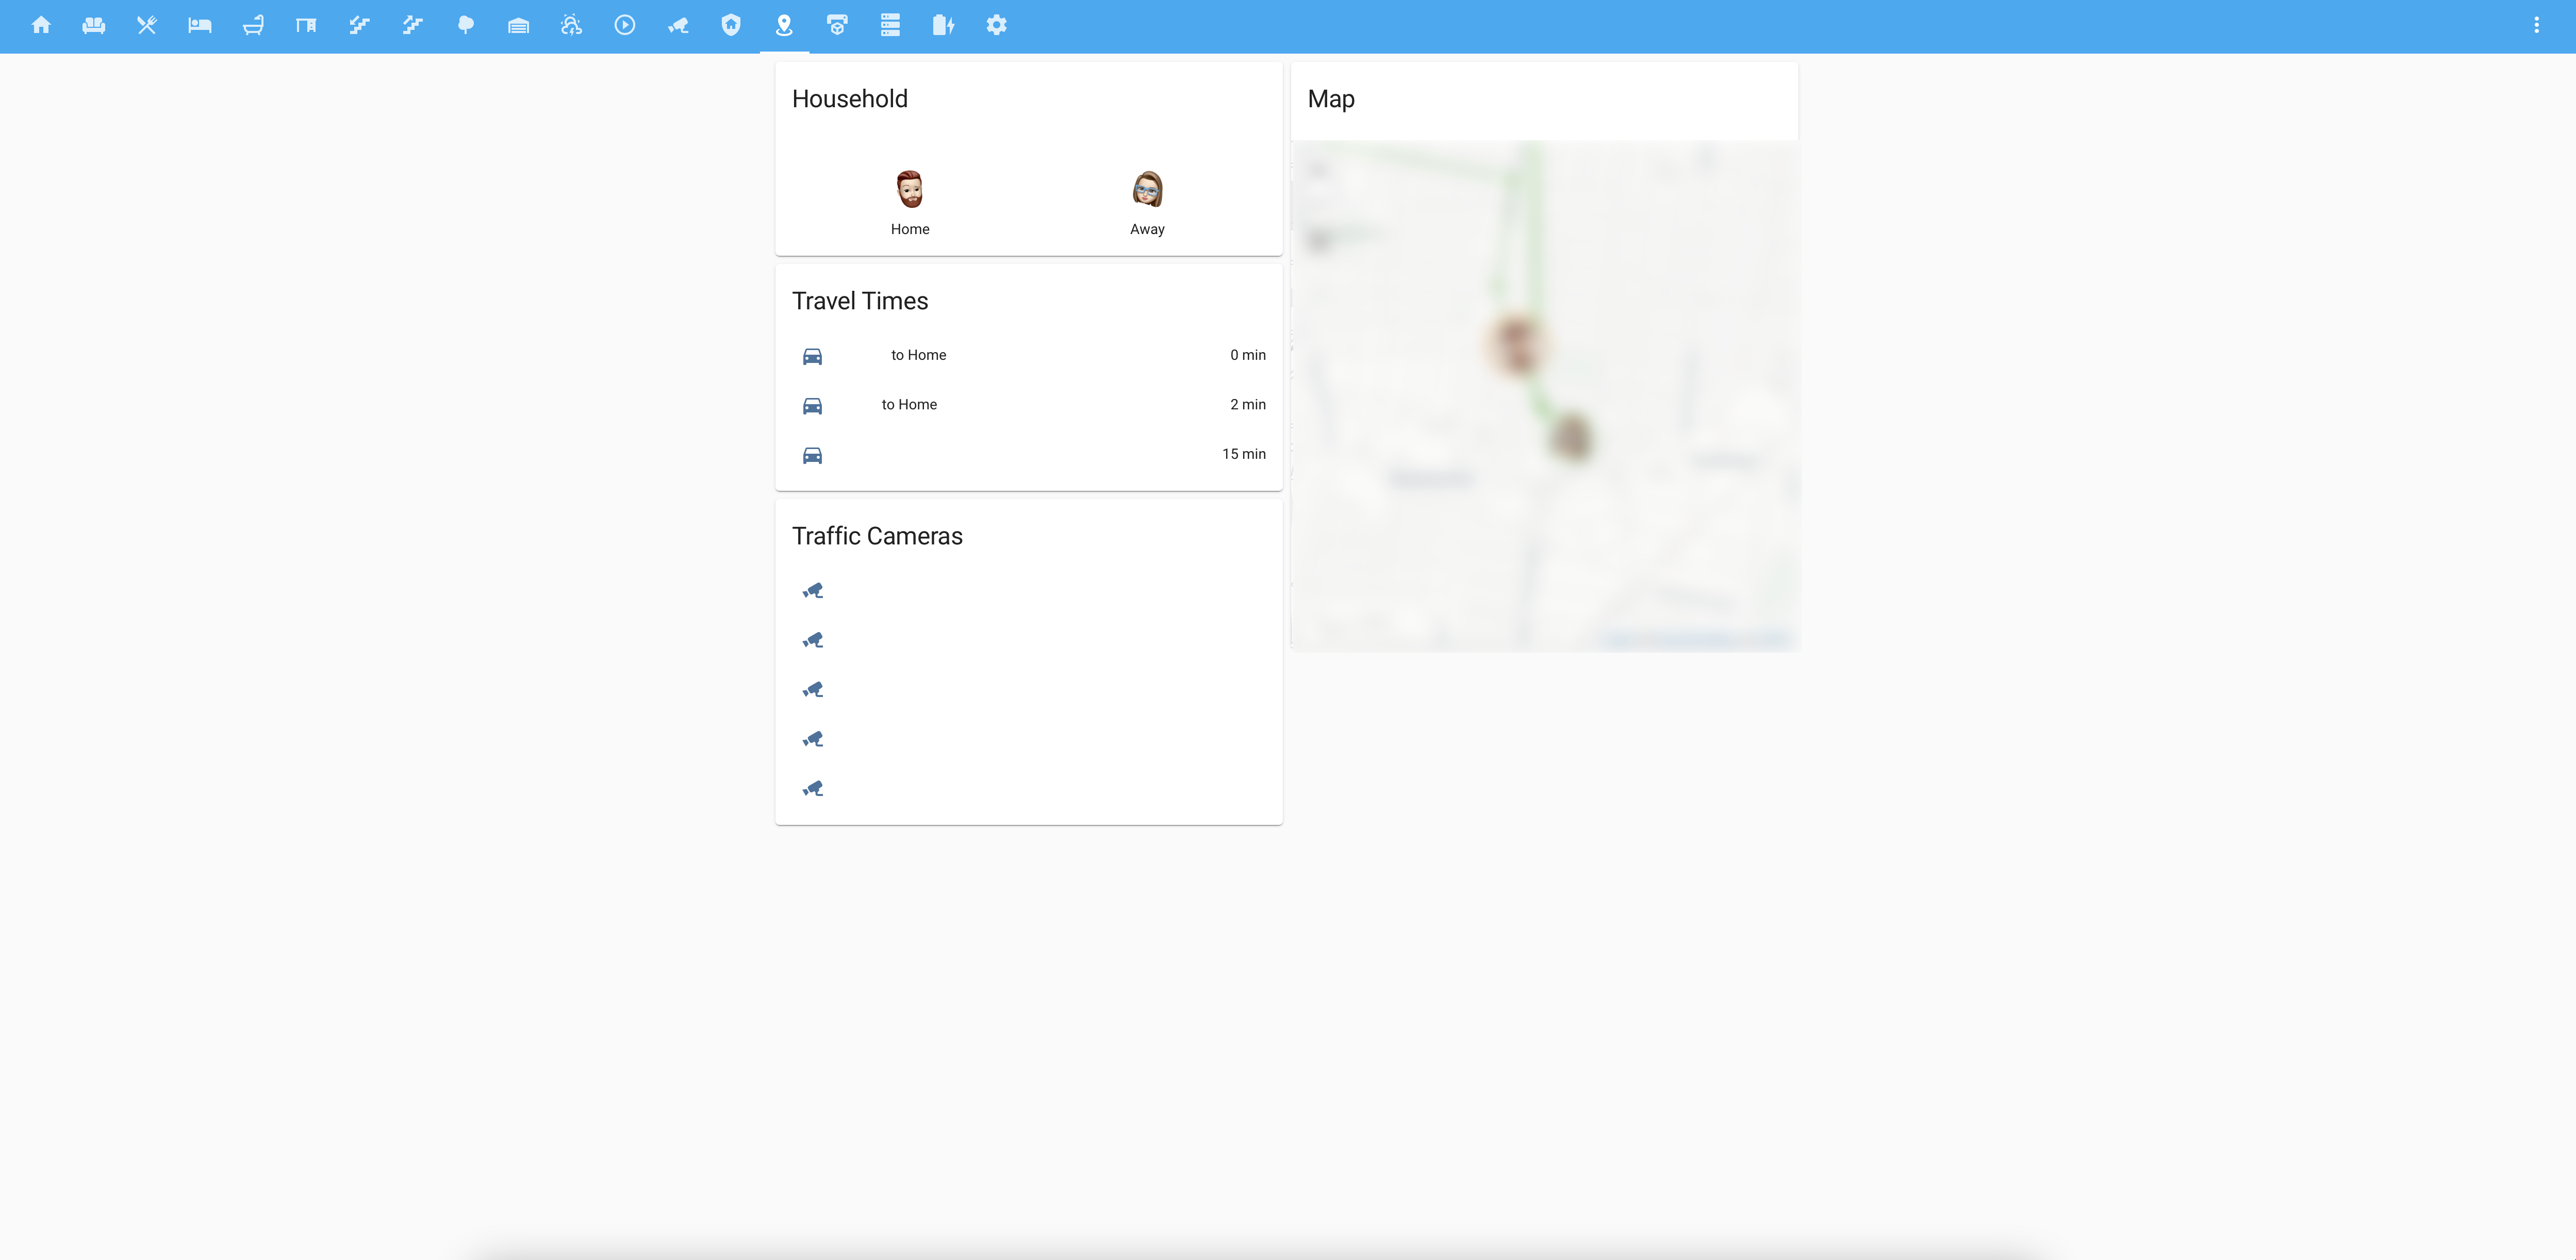 Household
Home
Away
Travel Times
to Home 0 min
to Home 2 min
15 min
Traffic Cameras
Map